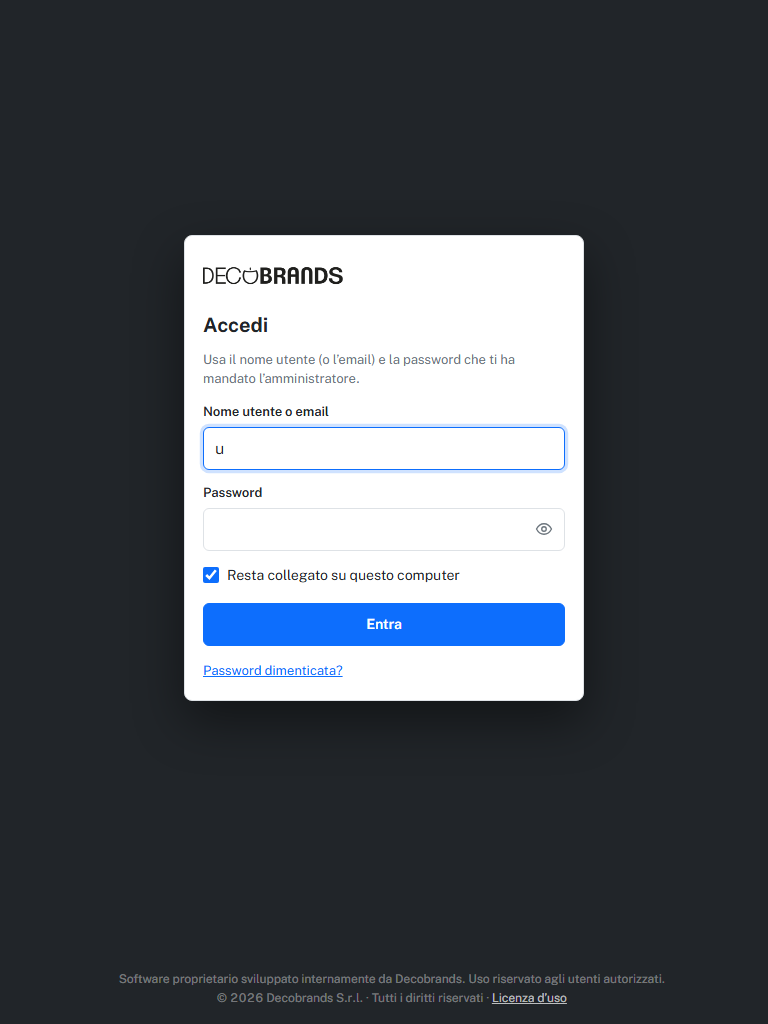 DECOBRANDS
Accedi
Usa il nome utente (o l'email) e la password che ti ha
mandato l'amministratore.
Nome utente o email
u
Password
Resta collegato su questo computer
Entra
Password dimenticata?
Software proprietario sviluppato internamente da Decobrands. Uso riservato agli utenti autorizzati.
© 2026 Decobrands S.r.l. · Tutti i diritti riservati · Licenza d'uso